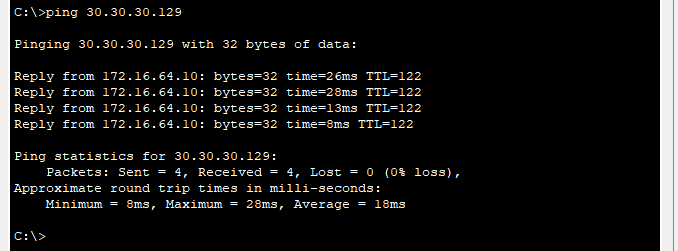 C:\>ping 30.30.30.129
Pinging 30.30.30.129 with 32 bytes of data:
Reply from 172.16.64.10: bytes=32 time=26ms TTL=122
Reply from 172.16.64.10: bytes=32 time=28ms TTL=122
Reply from 172.16.64.10: bytes=32 time=13ms TTL=122
Reply from 172.16.64.10: bytes=32 time=8ms TTL=122
Ping statistics for 30.30.30.129:
Packets: Sent = 4, Received = 4, Lost = 0 (0% loss),
Approximate round trip times in milli-seconds:
Minimum = 8ms, Maximum = 28ms, Average = 18ms
C:\>